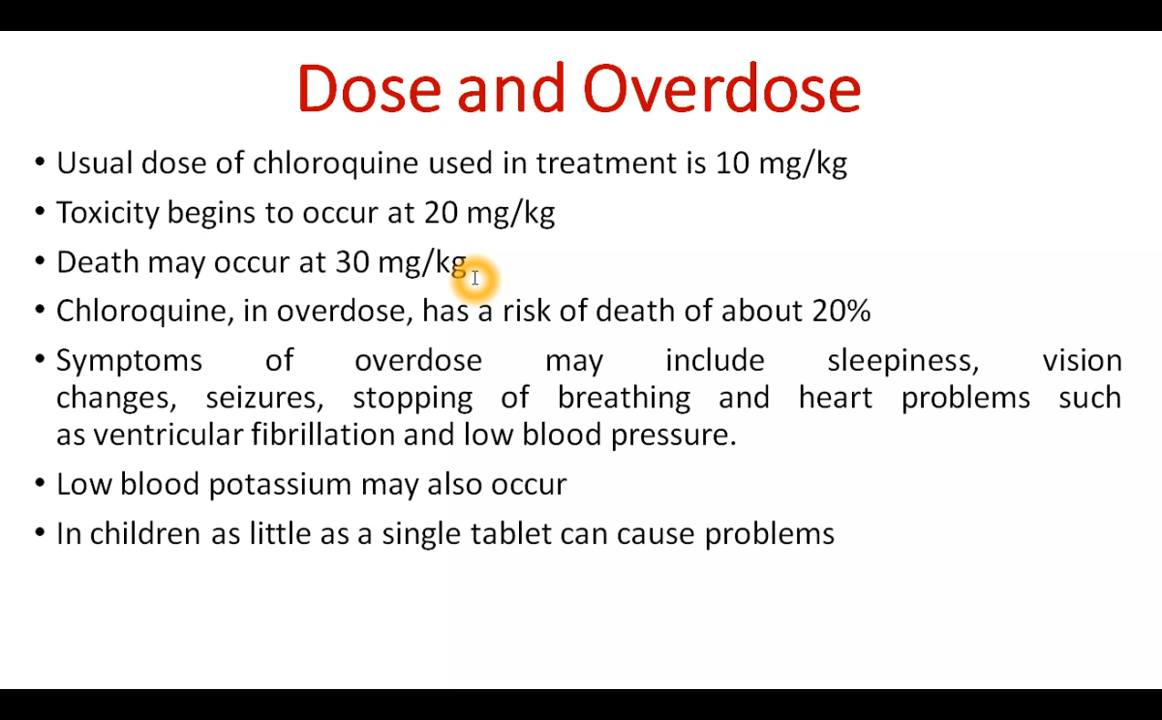 Dose and Overdose
• Usual dose of chloroquine used in treatment is 10 mg/kg
• Toxicity begins to occur at 20 mg/kg
• Death may occur at 30 mg/kg
• Chloroquine, in overdose, has a risk of death of about 20%
• Symptoms of overdose may include sleepiness, vision
changes, seizures, stopping of breathing and heart problems such
as ventricular fibrillation and low blood pressure.
• Low blood potassium may also occur
• In children as little as a single tablet can cause problems